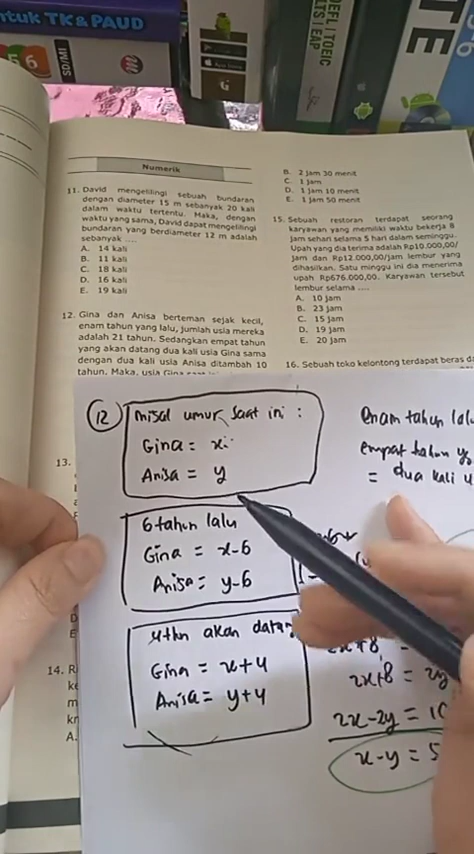 ntuk TK & PAUD
56
SD/MI
TOEFL | TOEIC
LTS | EAP
TE
Numerik
11. David mengelilingi sebuah bundaran
dengan diameter 15 m sebanyak 20 kali
dalam waktu tertentu. Maka, dengan
waktu yang sama, David dapat mengelilingi
bundaran yang berdiameter 12 m adalah
sebanyak ....
A. 14 kali
B. 11 kali
C. 18 kali
D. 16 kali
E. 19 kali
12. Gina dan Anisa berteman sejak kecil,
enam tahun yang lalu, jumlah usia mereka
adalah 21 tahun. Sedangkan empat tahun
yang akan datang dua kali usia Gina sama
dengan dua kali usia Anisa ditambah 10
tahun. Maka, usia Gina saat
13.
14. R
A.
B. 2 jam 30 menit
C. 1 jam
D. 1 jam 10 menit
E. 1 jam 50 menit
15. Sebuah restoran terdapat seorang
karyawan yang memiliki waktu bekerja 8
jam sehari selama 5 hari dalam seminggu.
Upah yang dia terima adalah Rp10.000,00/
jam dan Rp12.000,00/jam lembur yang
dihasilkan. Satu minggu ini dia menerima
upah Rp676.000,00. Karyawan tersebut
lembur selama ....
A. 10 jam
B. 23 jam
C. 15 jam
D. 19 jam
E. 20 jam
16. Sebuah toko kelontong terdapat beras d
12 misal umur saat ini :
Gina = x
Anisa = y
6 tahun lalu
Gina = x-6
Anisa = y-6
4 thn akan datang
Gina = x+4
Anisa = y+4
Enam tahun lalu
empat tahun y
= dua kali u
2x+8 = 2y
2x-2y = 10
x-y = 5